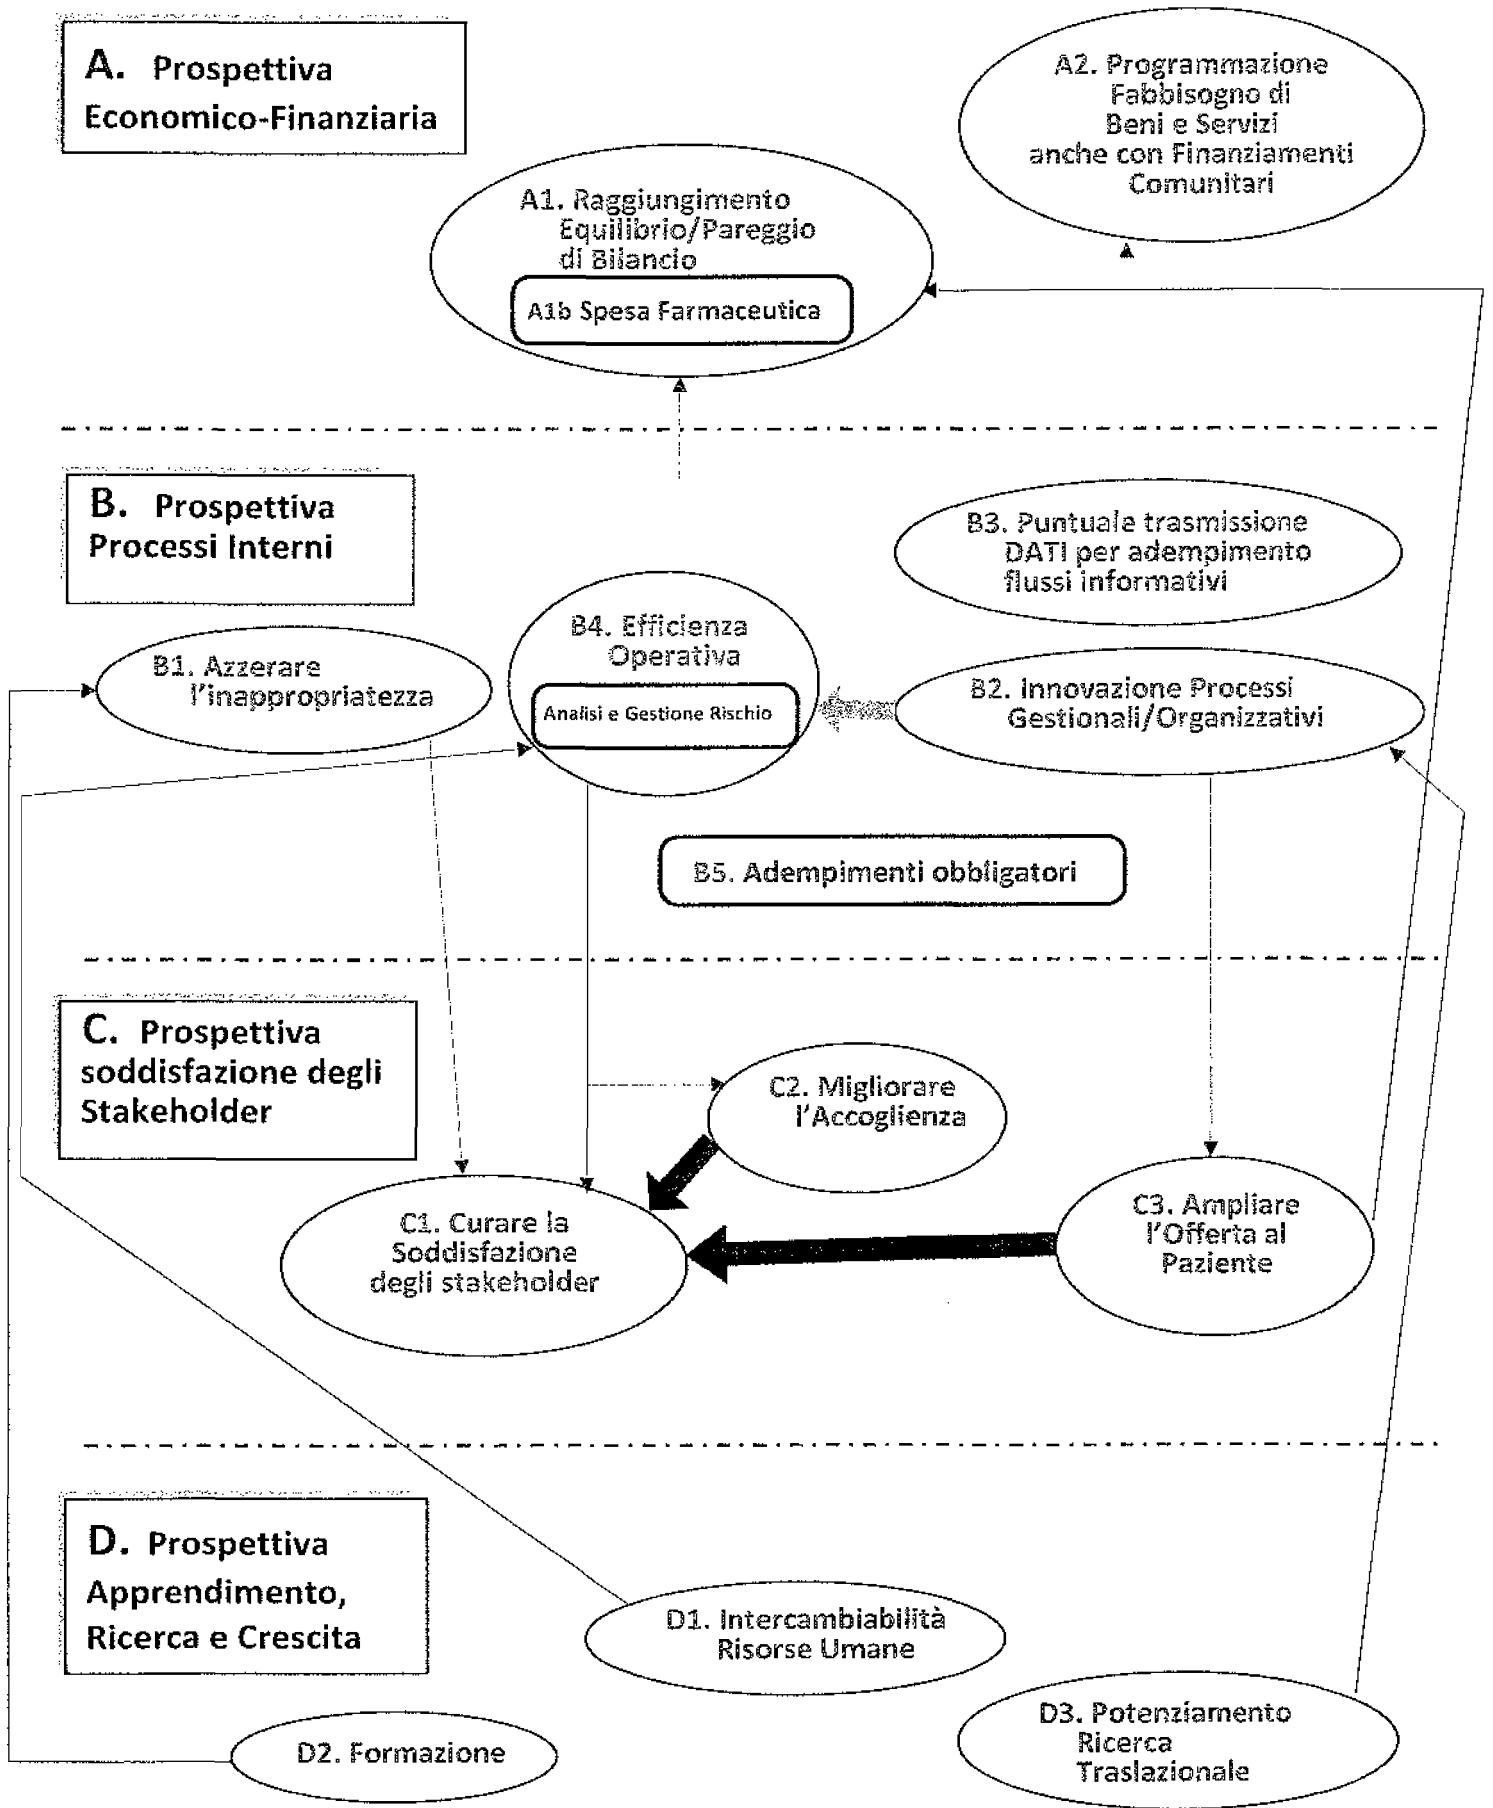 A. Prospettiva
Economico-Finanziaria
A2. Programmazione
Fabbisogno di
Beni e Servizi
anche con Finanziamenti
Comunitari
A1. Raggiungimento
Equilibrio/Pareggio
di Bilancio
A1b Spesa Farmaceutica
B. Prospettiva
Processi Interni
B3. Puntuale trasmissione
DATI per adempimento
flussi informativi
B4. Efficienza
Operativa
Analisi e Gestione Rischio
B1. Azzerare
l'inappropriatezza
B2. Innovazione Processi
Gestionali/Organizzativi
B5. Adempimenti obbligatori
C. Prospettiva
soddisfazione degli
Stakeholder
C2. Migliorare
l'Accoglienza
C1. Curare la
Soddisfazione
degli stakeholder
C3. Ampliare
l'Offerta al
Paziente
D. Prospettiva
Apprendimento,
Ricerca e Crescita
D1. Intercambiabilità
Risorse Umane
D2. Formazione
D3. Potenziamento
Ricerca
Traslazionale